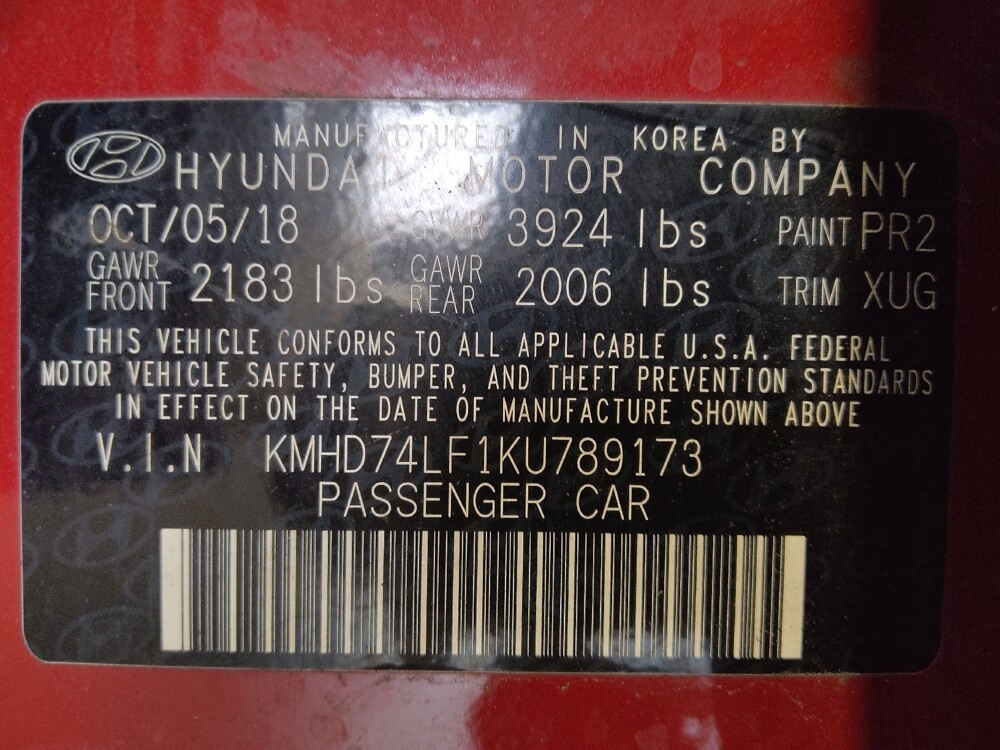 MANUFACTURED IN KOREA BY
HYUNDAI MOTOR COMPANY
OCT/05/18 GVWR 3924 lbs PAINT PR2
GAWR FRONT 2183 lbs GAWR REAR 2006 lbs TRIM XUG
THIS VEHICLE CONFORMS TO ALL APPLICABLE U.S.A. FEDERAL
MOTOR VEHICLE SAFETY, BUMPER, AND THEFT PREVENTION STANDARDS
IN EFFECT ON THE DATE OF MANUFACTURE SHOWN ABOVE
V.I.N KMHD74LF1KU789173
PASSENGER CAR